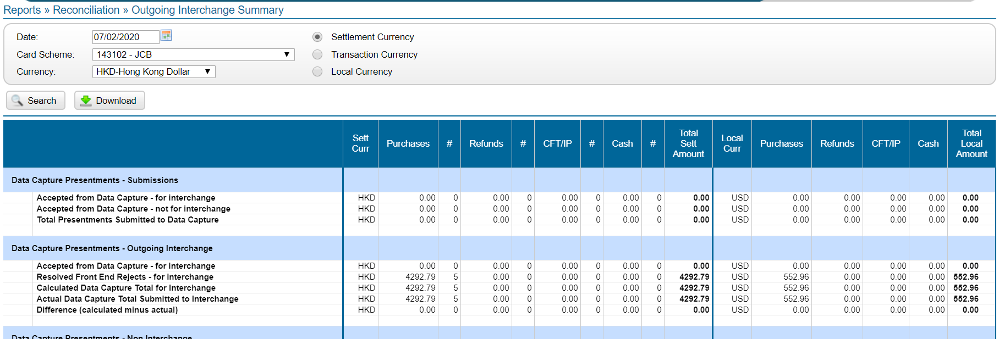 Reports » Reconciliation » Outgoing Interchange Summary
Date: 07/02/2020 Settlement Currency
Card Scheme: 143102 - JCB Transaction Currency
Currency: HKD-Hong Kong Dollar Local Currency
Search Download
Sett Curr Purchases # Refunds # CFT/IP # Cash # Total Sett Amount Local Curr Purchases Refunds CFT/IP Cash Total Local Amount
Data Capture Presentments - Submissions
Accepted from Data Capture - for interchange HKD 0.00 0 0.00 0 0.00 0 0.00 0 0.00 USD 0.00 0.00 0.00 0.00 0.00
Accepted from Data Capture - not for interchange HKD 0.00 0 0.00 0 0.00 0 0.00 0 0.00 USD 0.00 0.00 0.00 0.00 0.00
Total Presentments Submitted to Data Capture HKD 0.00 0 0.00 0 0.00 0 0.00 0 0.00 USD 0.00 0.00 0.00 0.00 0.00
Data Capture Presentments - Outgoing Interchange
Accepted from Data Capture - for interchange HKD 0.00 0 0.00 0 0.00 0 0.00 0 0.00 USD 0.00 0.00 0.00 0.00 0.00
Resolved Front End Rejects - for interchange HKD 4292.79 5 0.00 0 0.00 0 0.00 0 4292.79 USD 552.96 0.00 0.00 0.00 552.96
Calculated Data Capture Total for Interchange HKD 4292.79 5 0.00 0 0.00 0 0.00 0 4292.79 USD 552.96 0.00 0.00 0.00 552.96
Actual Data Capture Total Submitted to Interchange HKD 4292.79 5 0.00 0 0.00 0 0.00 0 4292.79 USD 552.96 0.00 0.00 0.00 552.96
Difference (calculated minus actual) HKD 0.00 0 0.00 0 0.00 0 0.00 0 0.00 USD 0.00 0.00 0.00 0.00 0.00
Data Capture Presentments - Non Interchange